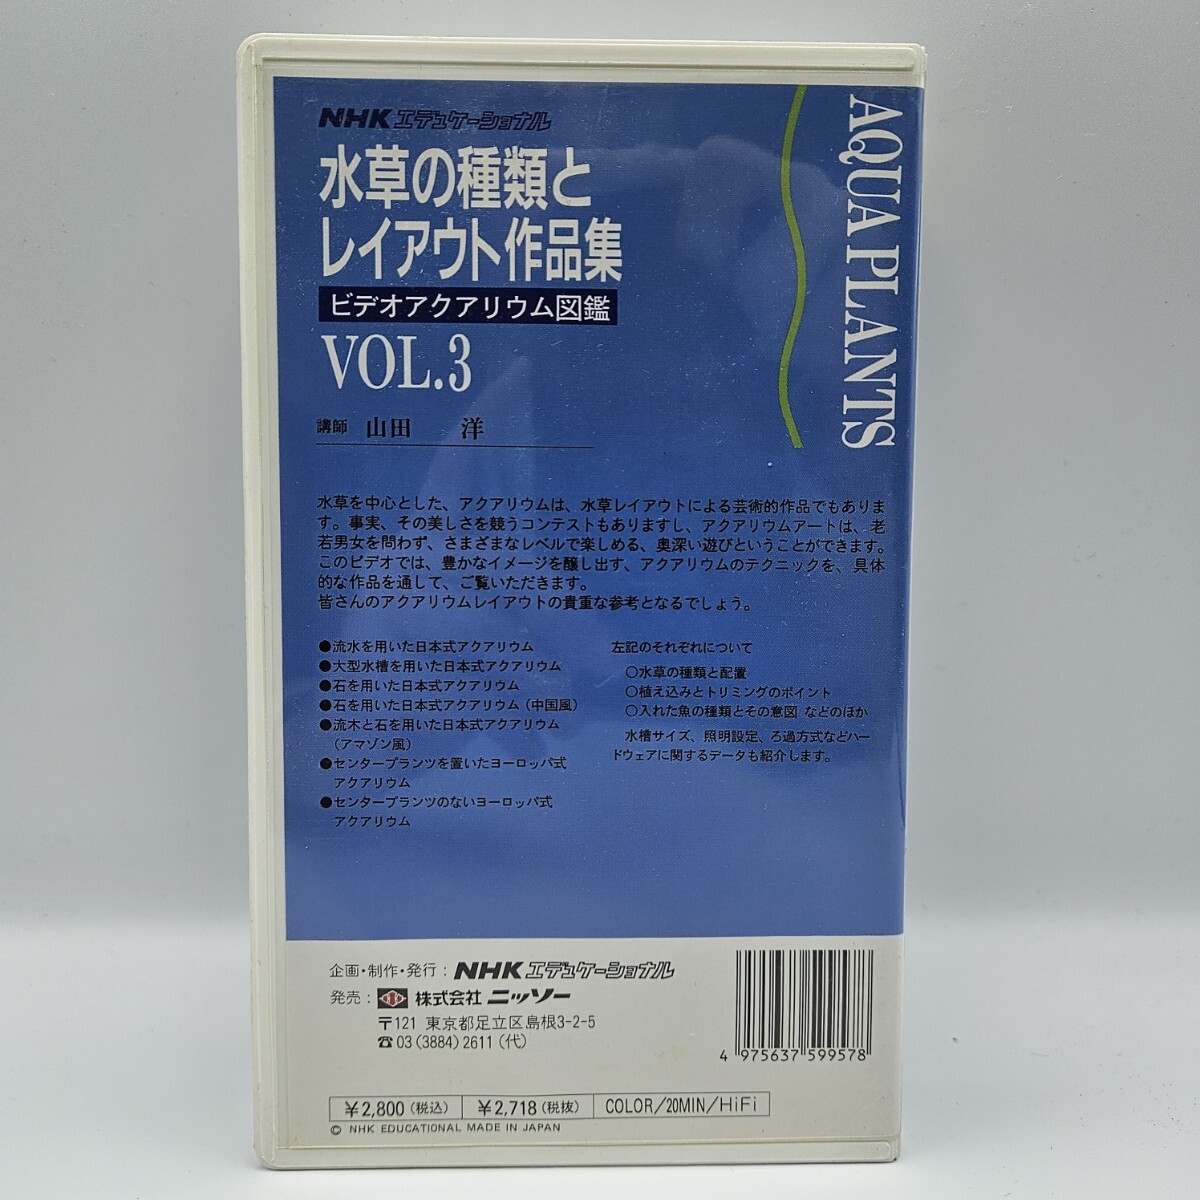 NHKエデュケーショナル
水草の種類と
レイアウト作品集
ビデオアクアリウム図鑑
VOL.3
講師 山田 洋
AQUA PLANTS
水草を中心とした、アクアリウムは、水草レイアウトによる芸術的作品でもありま
す。事実、その美しさを競うコンテストもありますし、アクアリウムアートは、老
若男女を問わず、さまざまなレベルで楽しめる、奥深い遊びということができます。
このビデオでは、豊かなイメージを醸し出す、アクアリウムのテクニックを、具体
的な作品を通して、ご覧いただきます。
皆さんのアクアリウムレイアウトの貴重な参考となるでしょう。
●流水を用いた日本式アクアリウム
●大型水槽を用いた日本式アクアリウム
●石を用いた日本式アクアリウム
●石を用いた日本式アクアリウム（中国風）
●流木と石を用いた日本式アクアリウム
（アマゾン風）
●センタープランツを置いたヨーロッパ式
アクアリウム
●センタープランツのないヨーロッパ式
アクアリウム
左記のそれぞれについて
○水草の種類と配置
○植え込みとトリミングのポイント
○入れた魚の種類とその意図 などのほか
水槽サイズ、照明設定、ろ過方式などハー
ドウェアに関するデータも紹介します。
企画・制作・発行：NHKエデュケーショナル
発売：株式会社ニッソー
〒121 東京都足立区島根3-2-5
☎03(3884)2611(代)
4 975637 599578
¥2,800(税込) ¥2,718(税抜) COLOR/20MIN/HiFi
© NHK EDUCATIONAL MADE IN JAPAN